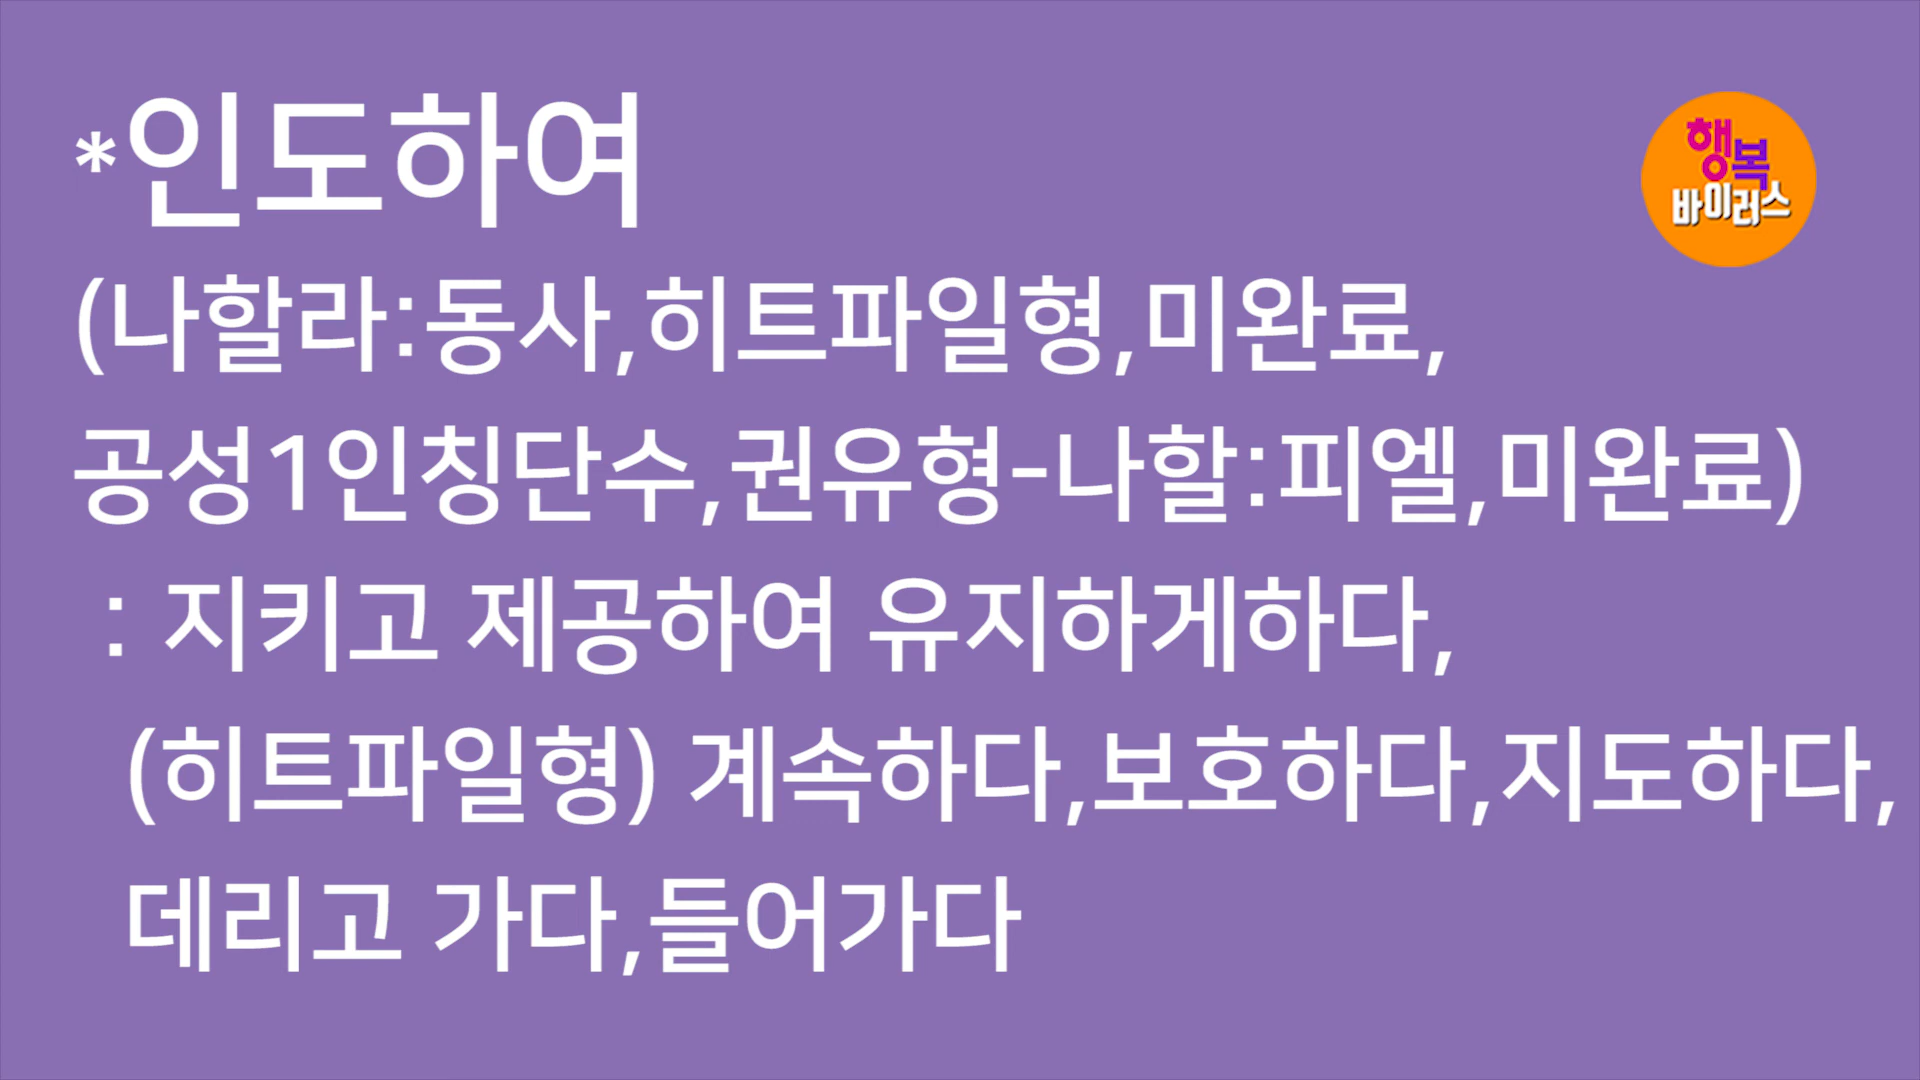 *인도하여
행복
바이러스
(나할라:동사,히트파일형,미완료,
공성1인칭단수,권유형-나할:피엘,미완료)
: 지키고 제공하여 유지하게하다,
(히트파일형) 계속하다,보호하다,지도하다,
데리고 가다,들어가다